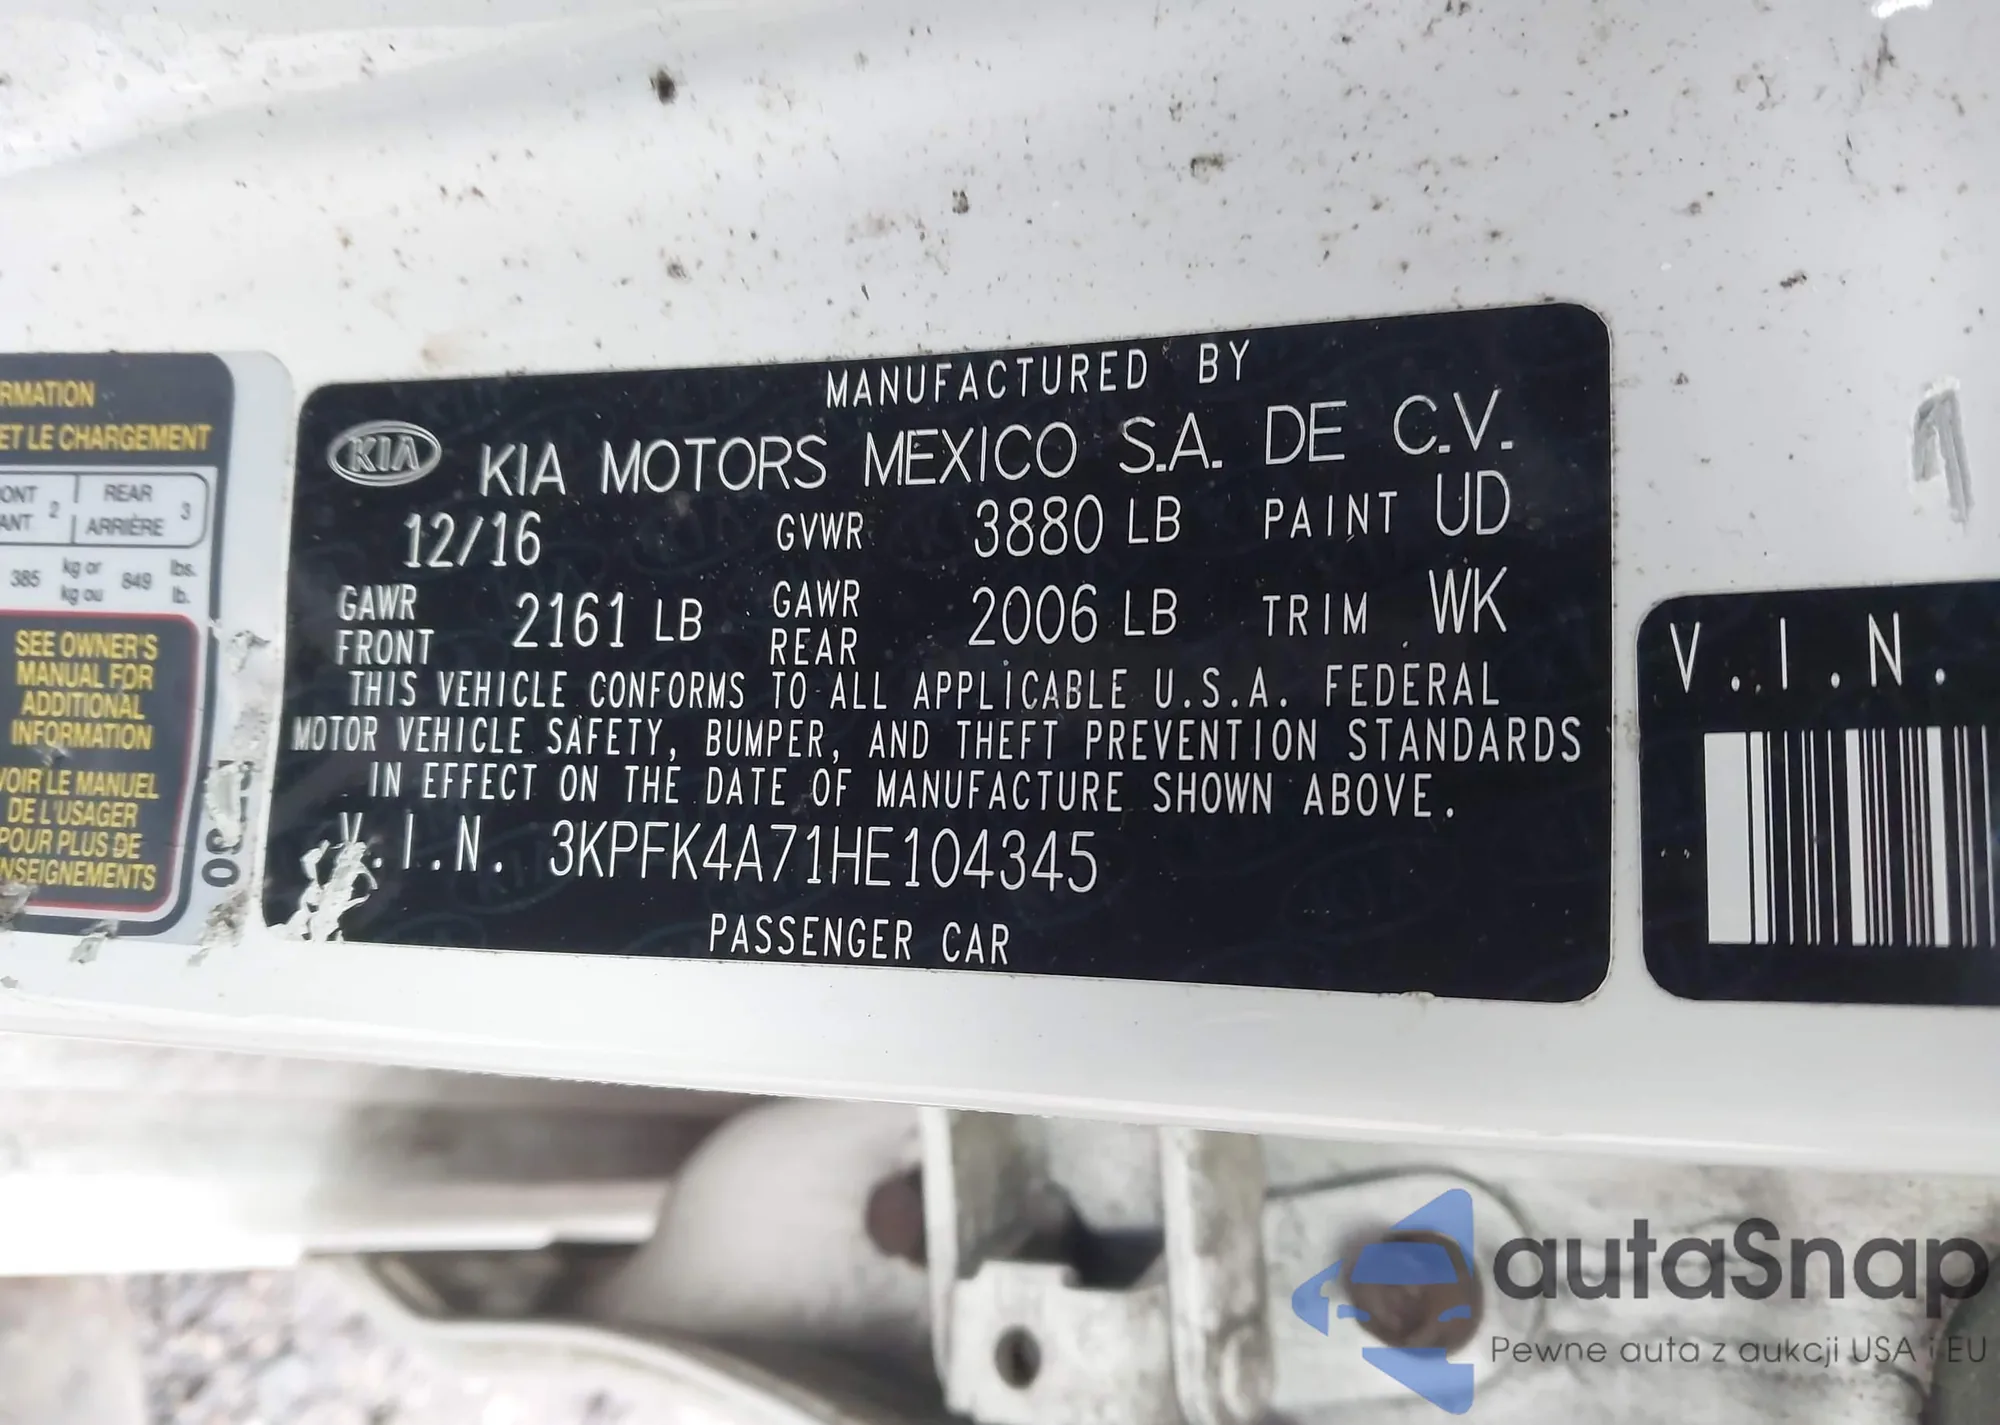 RMATION
ET LE CHARGEMENT
ONT 2 REAR 3
ANT ARRIÈRE
385 kg or 849 lbs.
kg ou lb.
SEE OWNER'S
MANUAL FOR
ADDITIONAL
INFORMATION
VOIR LE MANUEL
DE L'USAGER
POUR PLUS DE
NSEIGNEMENTS
MANUFACTURED BY
KIA KIA MOTORS MEXICO S.A. DE C.V.
12/16 GVWR 3880 LB PAINT UD
GAWR FRONT 2161 LB GAWR REAR 2006 LB TRIM WK
THIS VEHICLE CONFORMS TO ALL APPLICABLE U.S.A. FEDERAL
MOTOR VEHICLE SAFETY, BUMPER, AND THEFT PREVENTION STANDARDS
IN EFFECT ON THE DATE OF MANUFACTURE SHOWN ABOVE.
V.I.N. 3KPFK4A71HE104345
PASSENGER CAR
V.I.N.
1
autaSnap
Pewne auta z aukcji USA i EU